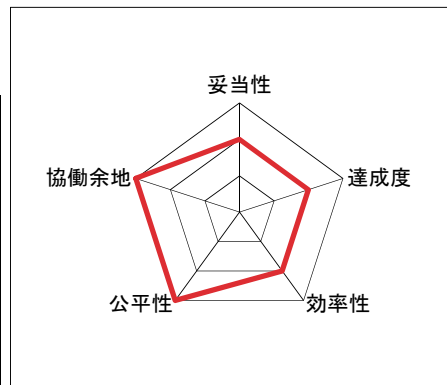 妥当性
協働余地
達成度
公平性
効率性